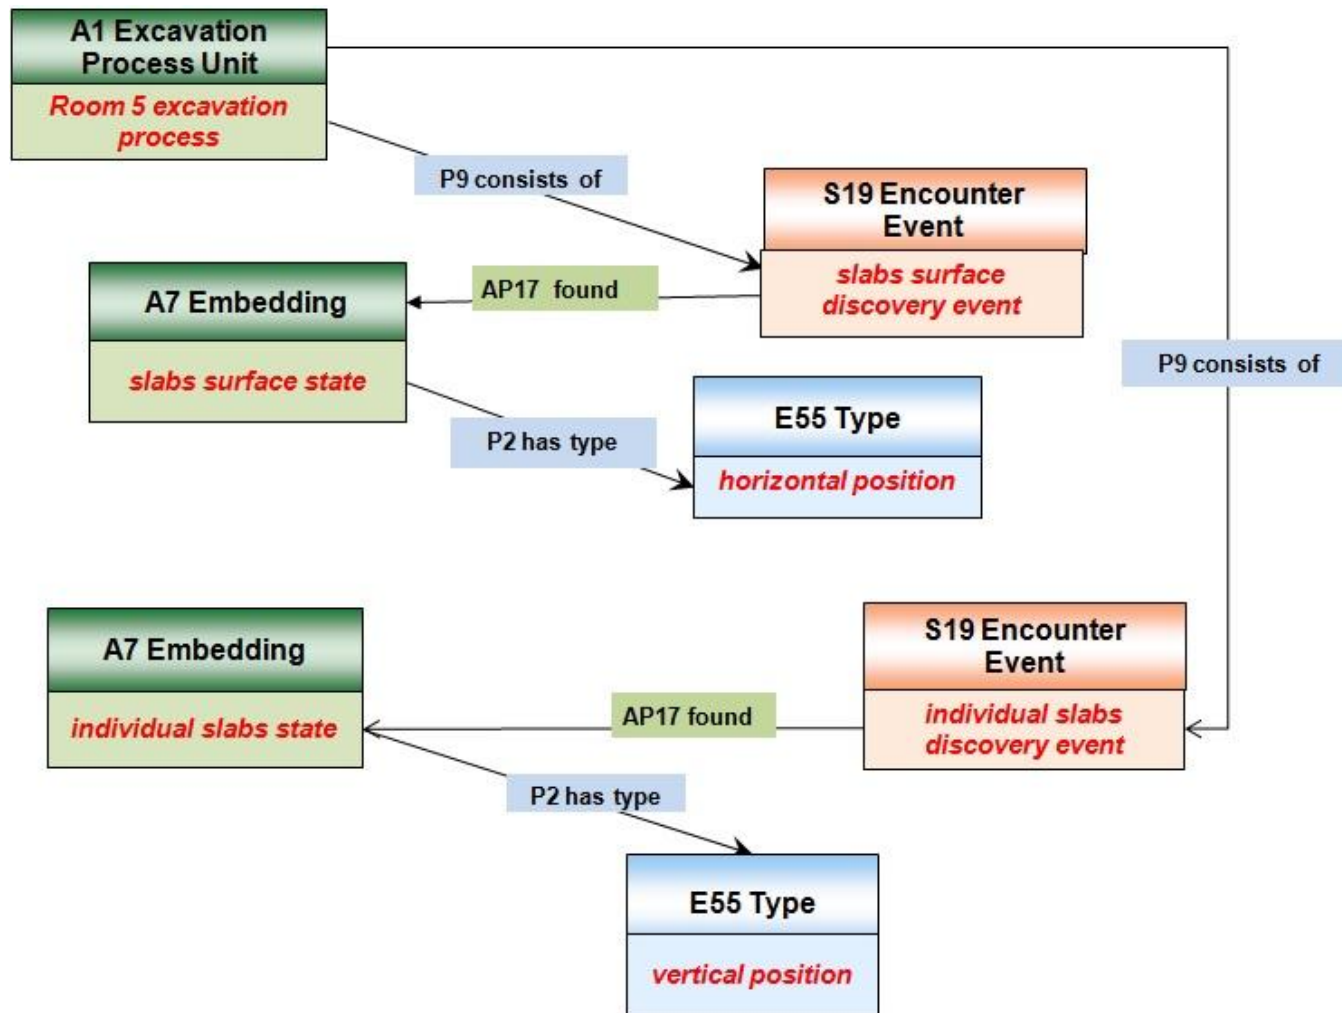 A1 Excavation
Process Unit
Room 5 excavation
process
P9 consists of
S19 Encounter
Event
slabs surface
discovery event
A7 Embedding
AP17 found
slabs surface state
P9 consists of
P2 has type
E55 Type
horizontal position
A7 Embedding
individual slabs state
S19 Encounter
Event
AP17 found
individual slabs
discovery event
P2 has type
E55 Type
vertical position